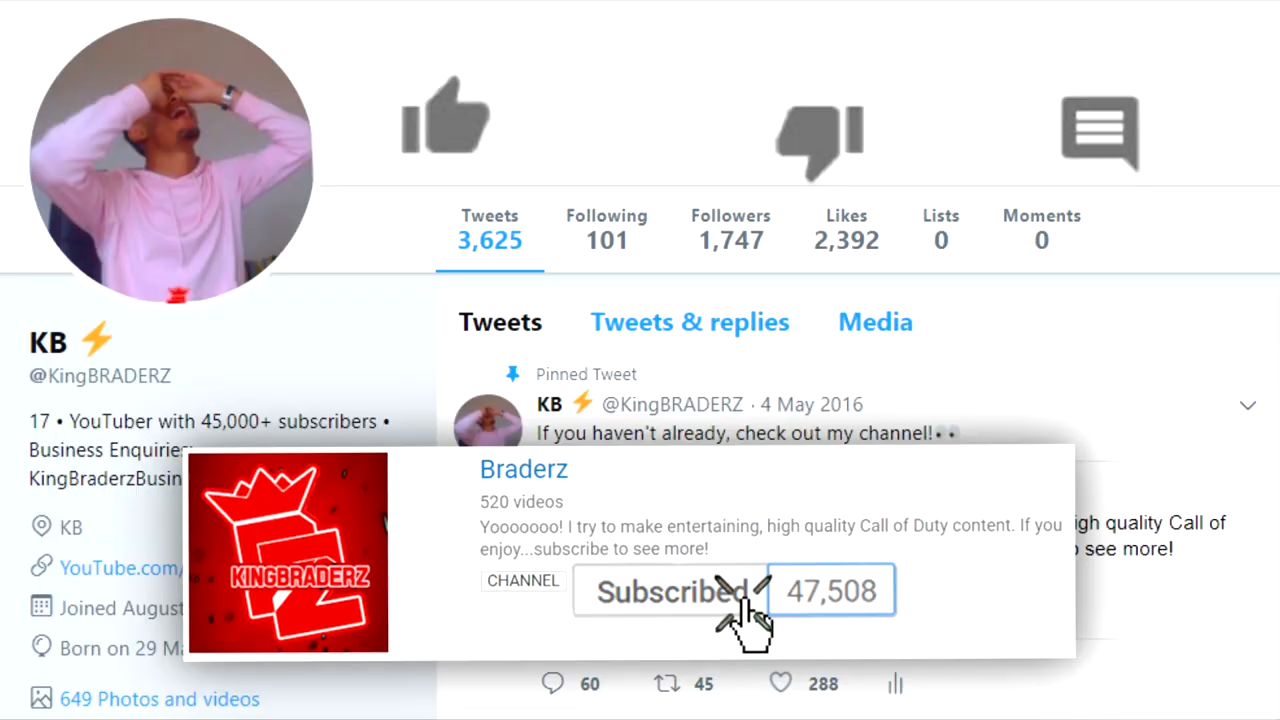 Tweets Following Followers Likes Lists Moments
3,625 101 1,747 2,392 0 0
KB
@KingBRADERZ
17 • YouTuber with 45,000+ subscribers •
Business Enquiries
KingBraderzBusin
KB
YouTube.com/
Joined August
Born on 29 Ma
649 Photos and videos
Tweets Tweets & replies Media
Pinned Tweet
KB @KingBRADERZ · 4 May 2016
If you haven't already, check out my channel!
KINGBRADERZ
Braderz
520 videos
Yooooooo! I try to make entertaining, high quality Call of Duty content. If you
enjoy...subscribe to see more!
CHANNEL
Subscribed 47,508
igh quality Call of
see more!
60 45 288